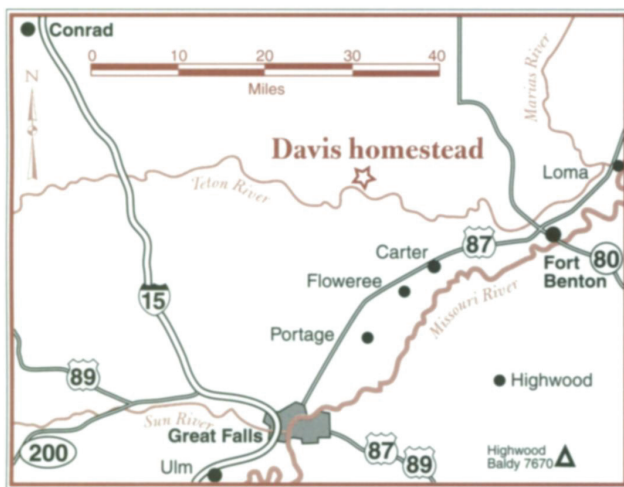 Conrad
0 10 20 30 40
Miles
N
Marias River
Davis homestead
Loma
Teton River
87
Carter
Fort
Benton
80
Floweree
15
Missouri River
Portage
89
Highwood
Sun River
Great Falls
200
Ulm
87
89
Highwood
Baldy 7670